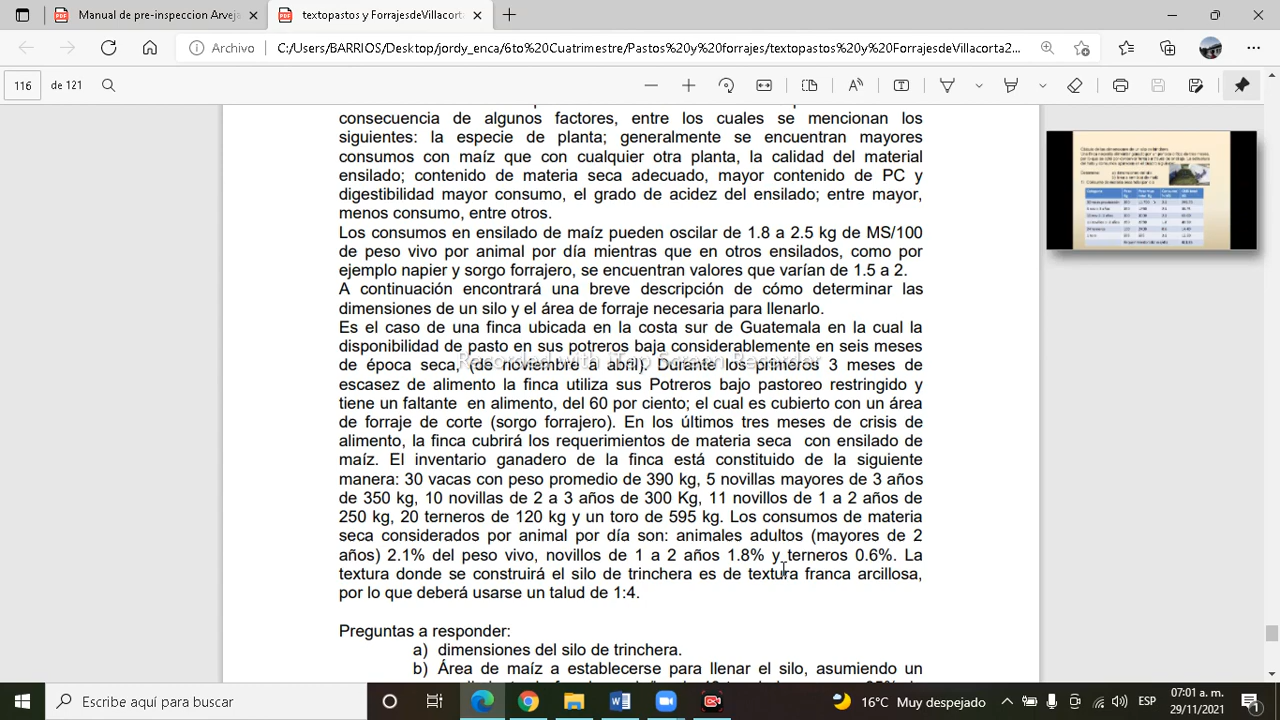 Manual de pre-inspeccion Arveja
textopastos y ForrajesdeVillacorta
Archivo
C:/Users/BARRIOS/Desktop/jordy_enca/6to%20Cuatrimestre/Pastos%20y%20forrajes/textopastos%20y%20ForrajesdeVillacorta2...
116 de 121
consecuencia de algunos factores, entre los cuales se mencionan los
siguientes: la especie de planta; generalmente se encuentran mayores
consumos con maíz que con cualquier otra planta, la calidad del material
ensilado; contenido de materia seca adecuado, mayor contenido de PC y
digestibilidad mayor consumo, el grado de acidez del ensilado; entre mayor,
menos consumo, entre otros.
Los consumos en ensilado de maíz pueden oscilar de 1.8 a 2.5 kg de MS/100
de peso vivo por animal por día mientras que en otros ensilados, como por
ejemplo napier y sorgo forrajero, se encuentran valores que varían de 1.5 a 2.
A continuación encontrará una breve descripción de cómo determinar las
dimensiones de un silo y el área de forraje necesaria para llenarlo.
Es el caso de una finca ubicada en la costa sur de Guatemala en la cual la
disponibilidad de pasto en sus potreros baja considerablemente en seis meses
Recorded with iTop Screen Recorder
de época seca, (de noviembre a abril). Durante los primeros 3 meses de
escasez de alimento la finca utiliza sus Potreros bajo pastoreo restringido y
tiene un faltante en alimento, del 60 por ciento; el cual es cubierto con un área
de forraje de corte (sorgo forrajero). En los últimos tres meses de crisis de
alimento, la finca cubrirá los requerimientos de materia seca con ensilado de
maíz. El inventario ganadero de la finca está constituido de la siguiente
manera: 30 vacas con peso promedio de 390 kg, 5 novillas mayores de 3 años
de 350 kg, 10 novillas de 2 a 3 años de 300 Kg, 11 novillos de 1 a 2 años de
250 kg, 20 terneros de 120 kg y un toro de 595 kg. Los consumos de materia
seca considerados por animal por día son: animales adultos (mayores de 2
años) 2.1% del peso vivo, novillos de 1 a 2 años 1.8% y terneros 0.6%. La
textura donde se construirá el silo de trinchera es de textura franca arcillosa,
por lo que deberá usarse un talud de 1:4.
Preguntas a responder:
a) dimensiones del silo de trinchera.
b) Área de maíz a establecerse para llenar el silo, asumiendo un
Escribe aquí para buscar
16°C Muy despejado
ESP
07:01 a. m.
29/11/2021